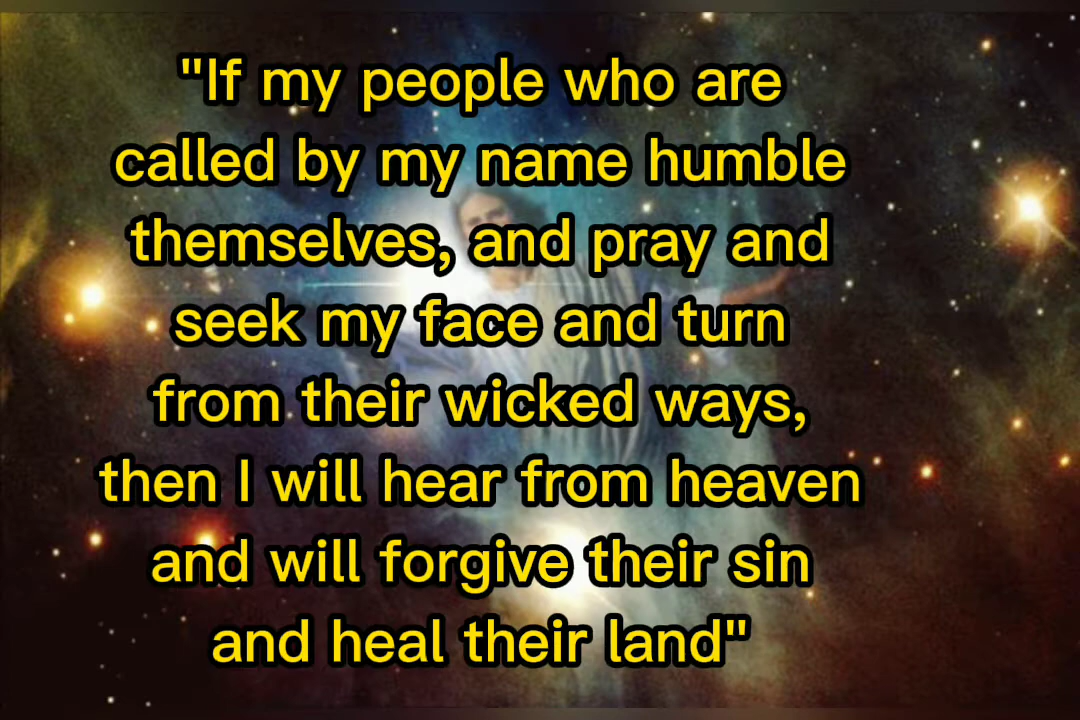 "If my people who are
called by my name humble
themselves, and pray and
seek my face and turn
from their wicked ways,
then I will hear from heaven
and will forgive their sin
and heal their land"